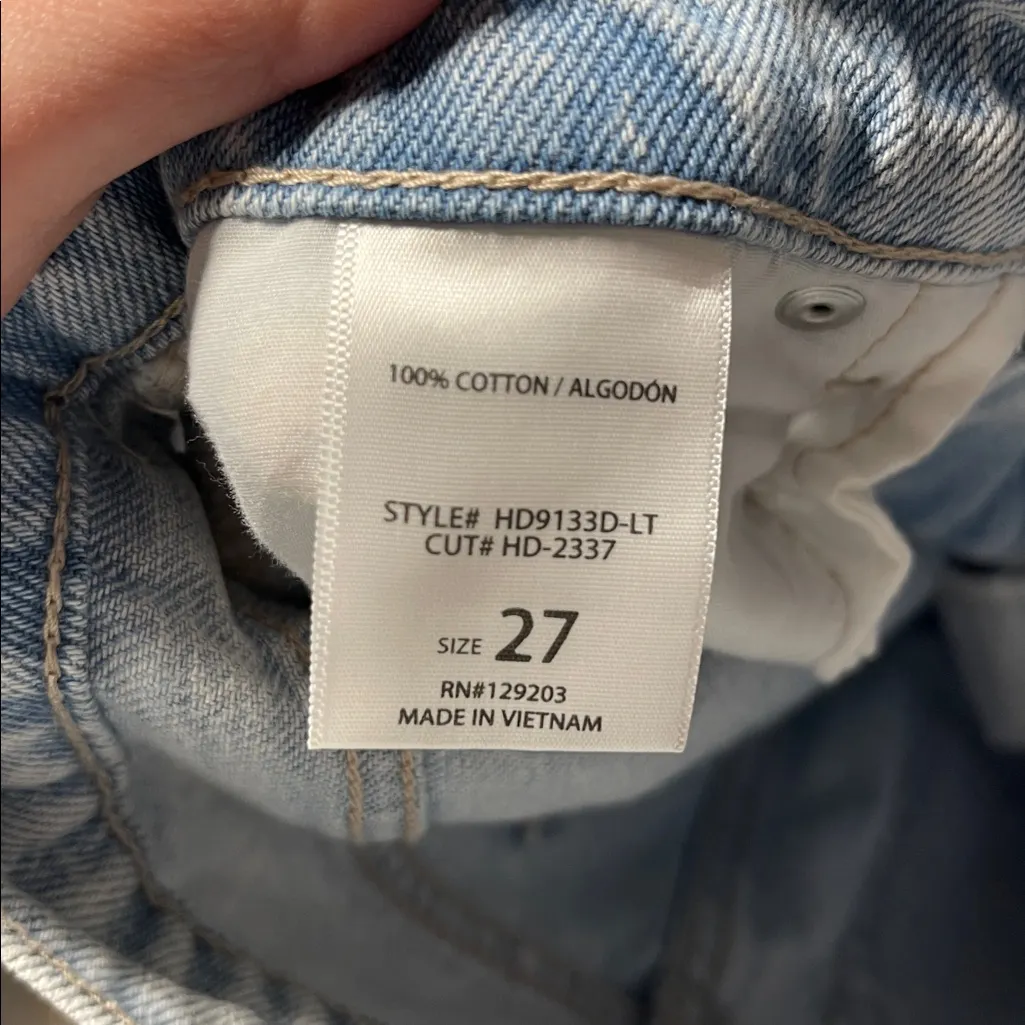 100% COTTON / ALGODÓN
STYLE# HD9133D-LT
CUT# HD-2337
SIZE 27
RN#129203
MADE IN VIETNAM